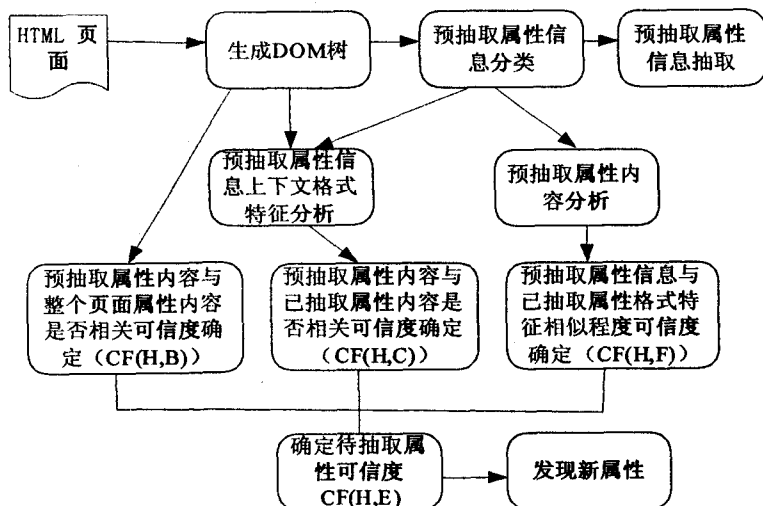 HTML 页
面
生成DOM树
预抽取属性信
息分类
预抽取属性
信息抽取
预抽取属性信
息上下文格式
特征分析
预抽取属性内
容分析
预抽取属性内容与
整个页面属性内容
是否相关可信度确
定（CF(H,B)）
预抽取属性内容与
已抽取属性内容是
否相关可信度确定
（CF(H,C)）
预抽取属性信息与
已抽取属性格式特
征相似程度可信度
确定（CF(H,F)）
确定待抽取属
性可信度
CF(H,E)
发现新属性